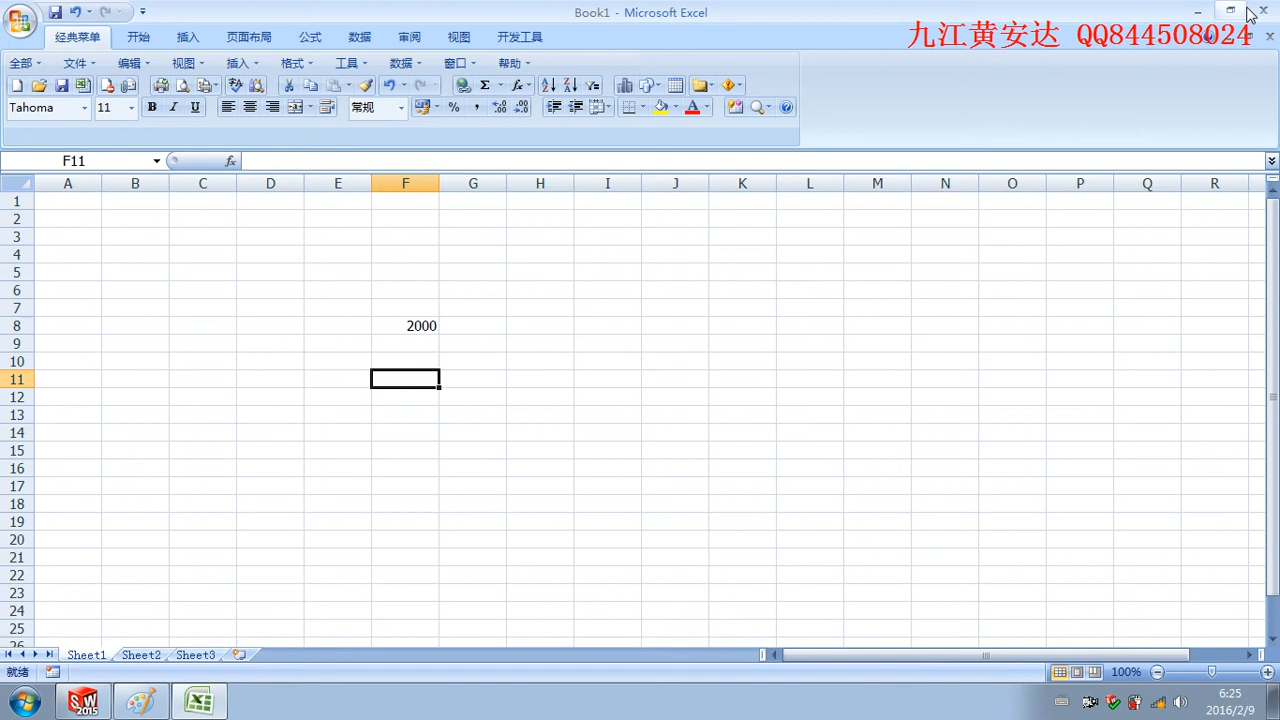 Book1 - Microsoft Excel
九江黄安达 QQ844508024
经典菜单 开始 插入 页面布局 公式 数据 审阅 视图 开发工具
全部 文件 编辑 视图 插入 格式 工具 数据 窗口 帮助
Tahoma 11 B I U 常规 %
F11 fx
A B C D E F G H I J K L M N O P Q R
1
2
3
4
5
6
7
8 2000
9
10
11
12
13
14
15
16
17
18
19
20
21
22
23
24
25
26
Sheet1 Sheet2 Sheet3
就绪 100%
SW 2015
6:25
2016/2/9